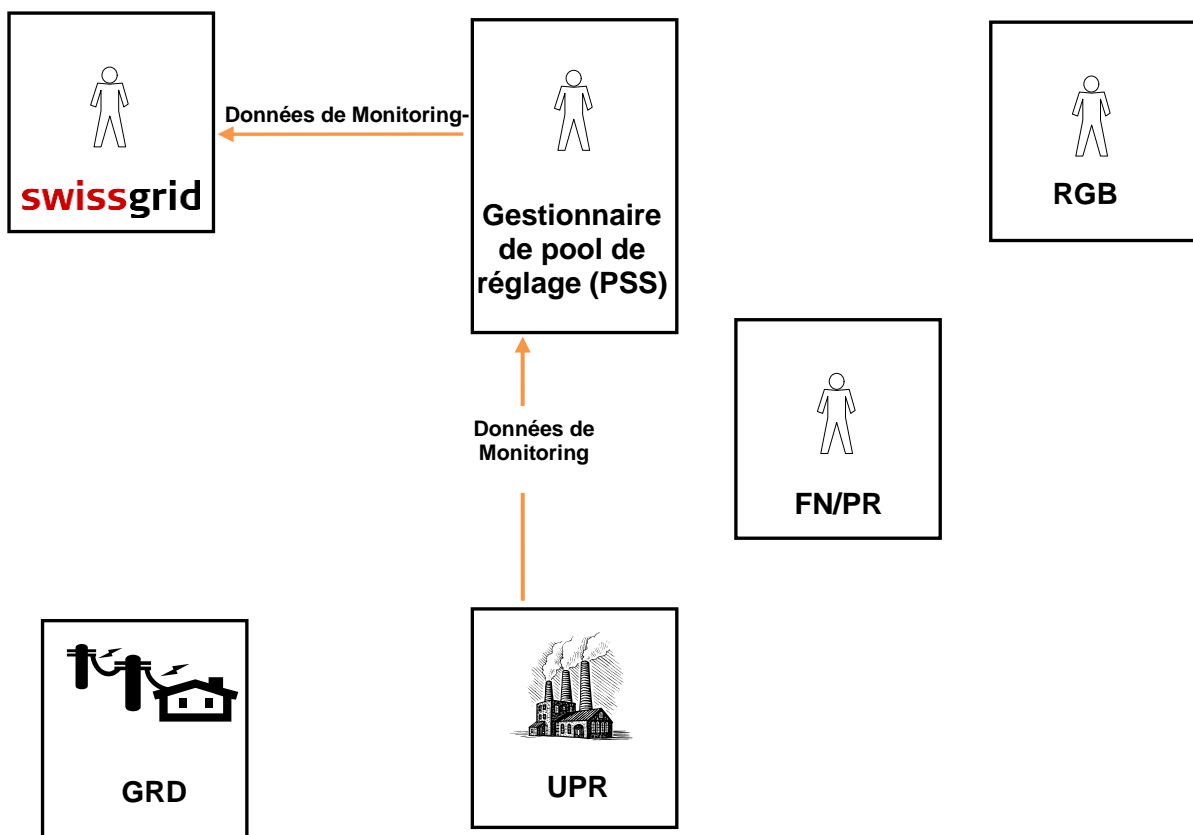 Données de Monitoring-
swissgrid
Gestionnaire
de pool de
réglage (PSS)
RGB
Données de
Monitoring
FN/PR
GRD
UPR